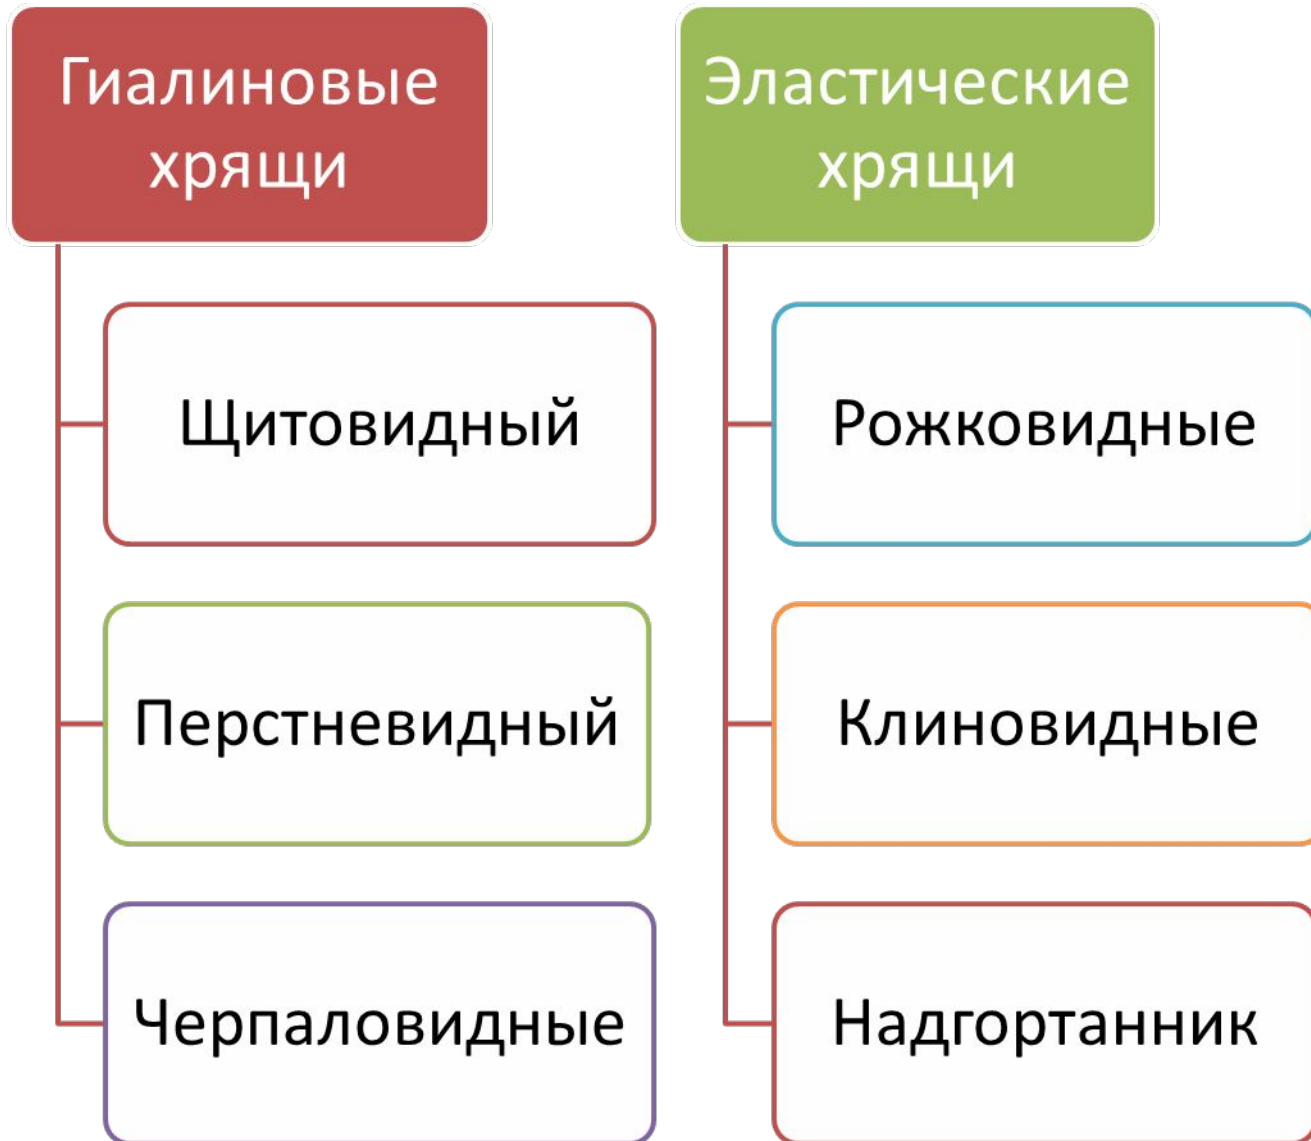 Гиалиновые
хрящи
Щитовидный
Перстневидный
Черпаловидные
Эластические
хрящи
Рожковидные
Клиновидные
Надгортанник